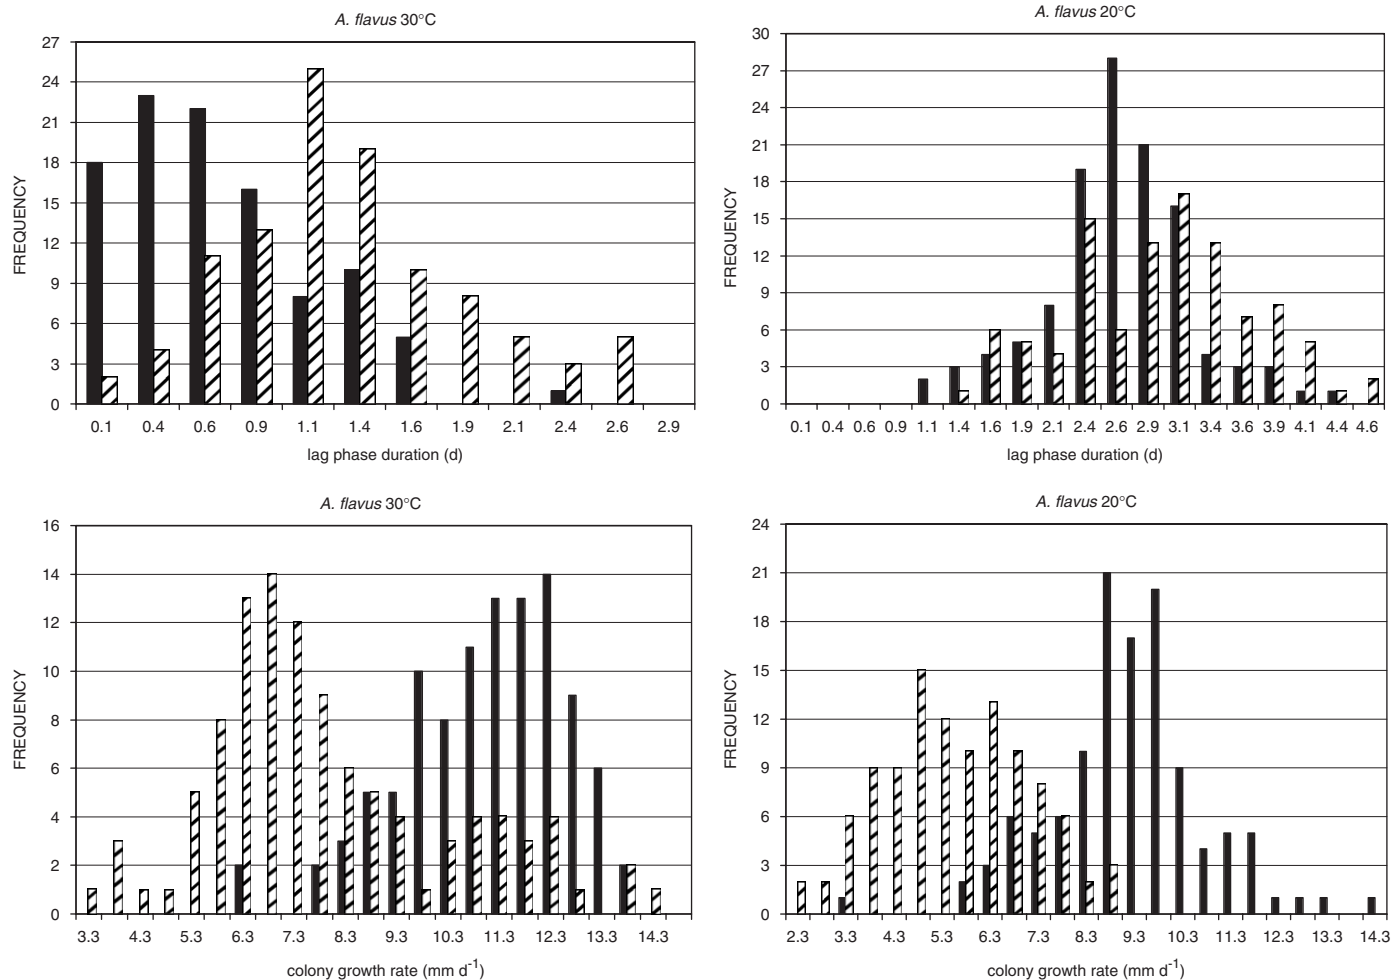 A. flavus 30°C
27
24
21
18
15
12
9
6
3
0
FREQUENCY
0.1 0.4 0.6 0.9 1.1 1.4 1.6 1.9 2.1 2.4 2.6 2.9
lag phase duration (d)
A. flavus 20°C
30
27
24
21
18
15
12
9
6
3
0
FREQUENCY
0.1 0.4 0.6 0.9 1.1 1.4 1.6 1.9 2.1 2.4 2.6 2.9 3.1 3.4 3.6 3.9 4.1 4.4 4.6
lag phase duration (d)
A. flavus 30°C
16
14
12
10
8
6
4
2
0
FREQUENCY
3.3 4.3 5.3 6.3 7.3 8.3 9.3 10.3 11.3 12.3 13.3 14.3
colony growth rate (mm d⁻¹)
A. flavus 20°C
24
21
18
15
12
9
6
3
0
FREQUENCY
2.3 3.3 4.3 5.3 6.3 7.3 8.3 9.3 10.3 11.3 12.3 13.3 14.3
colony growth rate (mm d⁻¹)